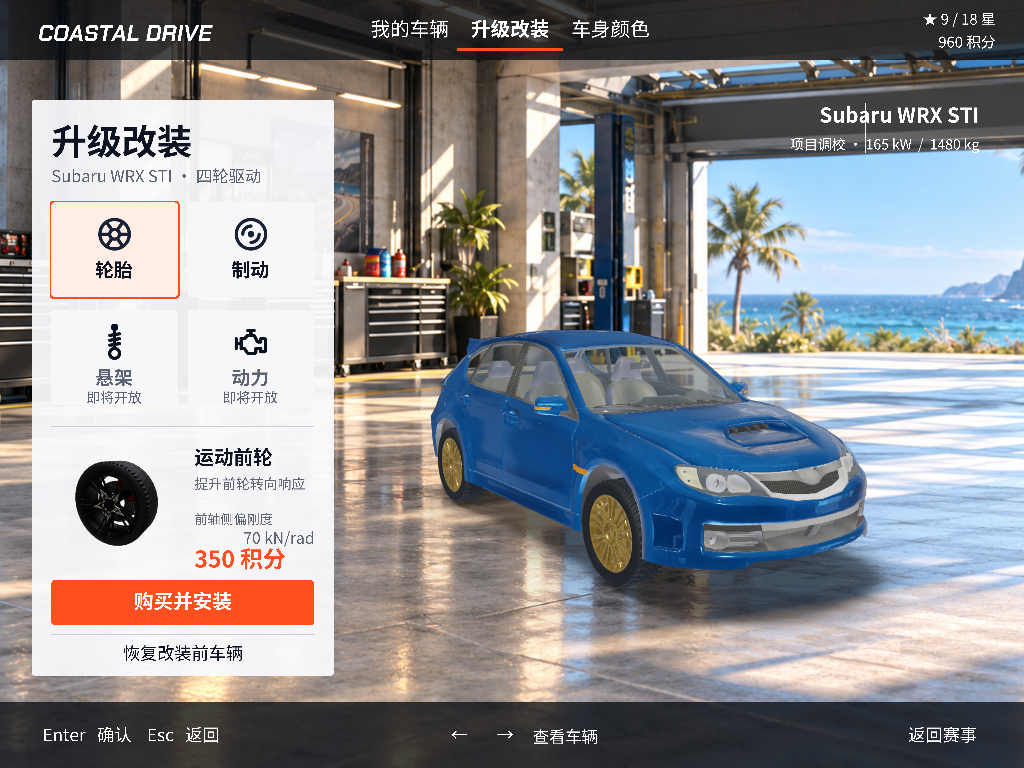 COASTAL DRIVE
我的车辆 升级改装 车身颜色
★ 9 / 18 星
960 积分
Subaru WRX STI
项目调校 · 165 kW / 1480 kg
升级改装
Subaru WRX STI · 四轮驱动
轮胎 制动
悬架 动力
即将开放 即将开放
运动前轮
提升前轮转向响应
前轴侧偏刚度
70 kN/rad
350 积分
购买并安装
恢复改装前车辆
Enter 确认 Esc 返回 ← → 查看车辆 返回赛事